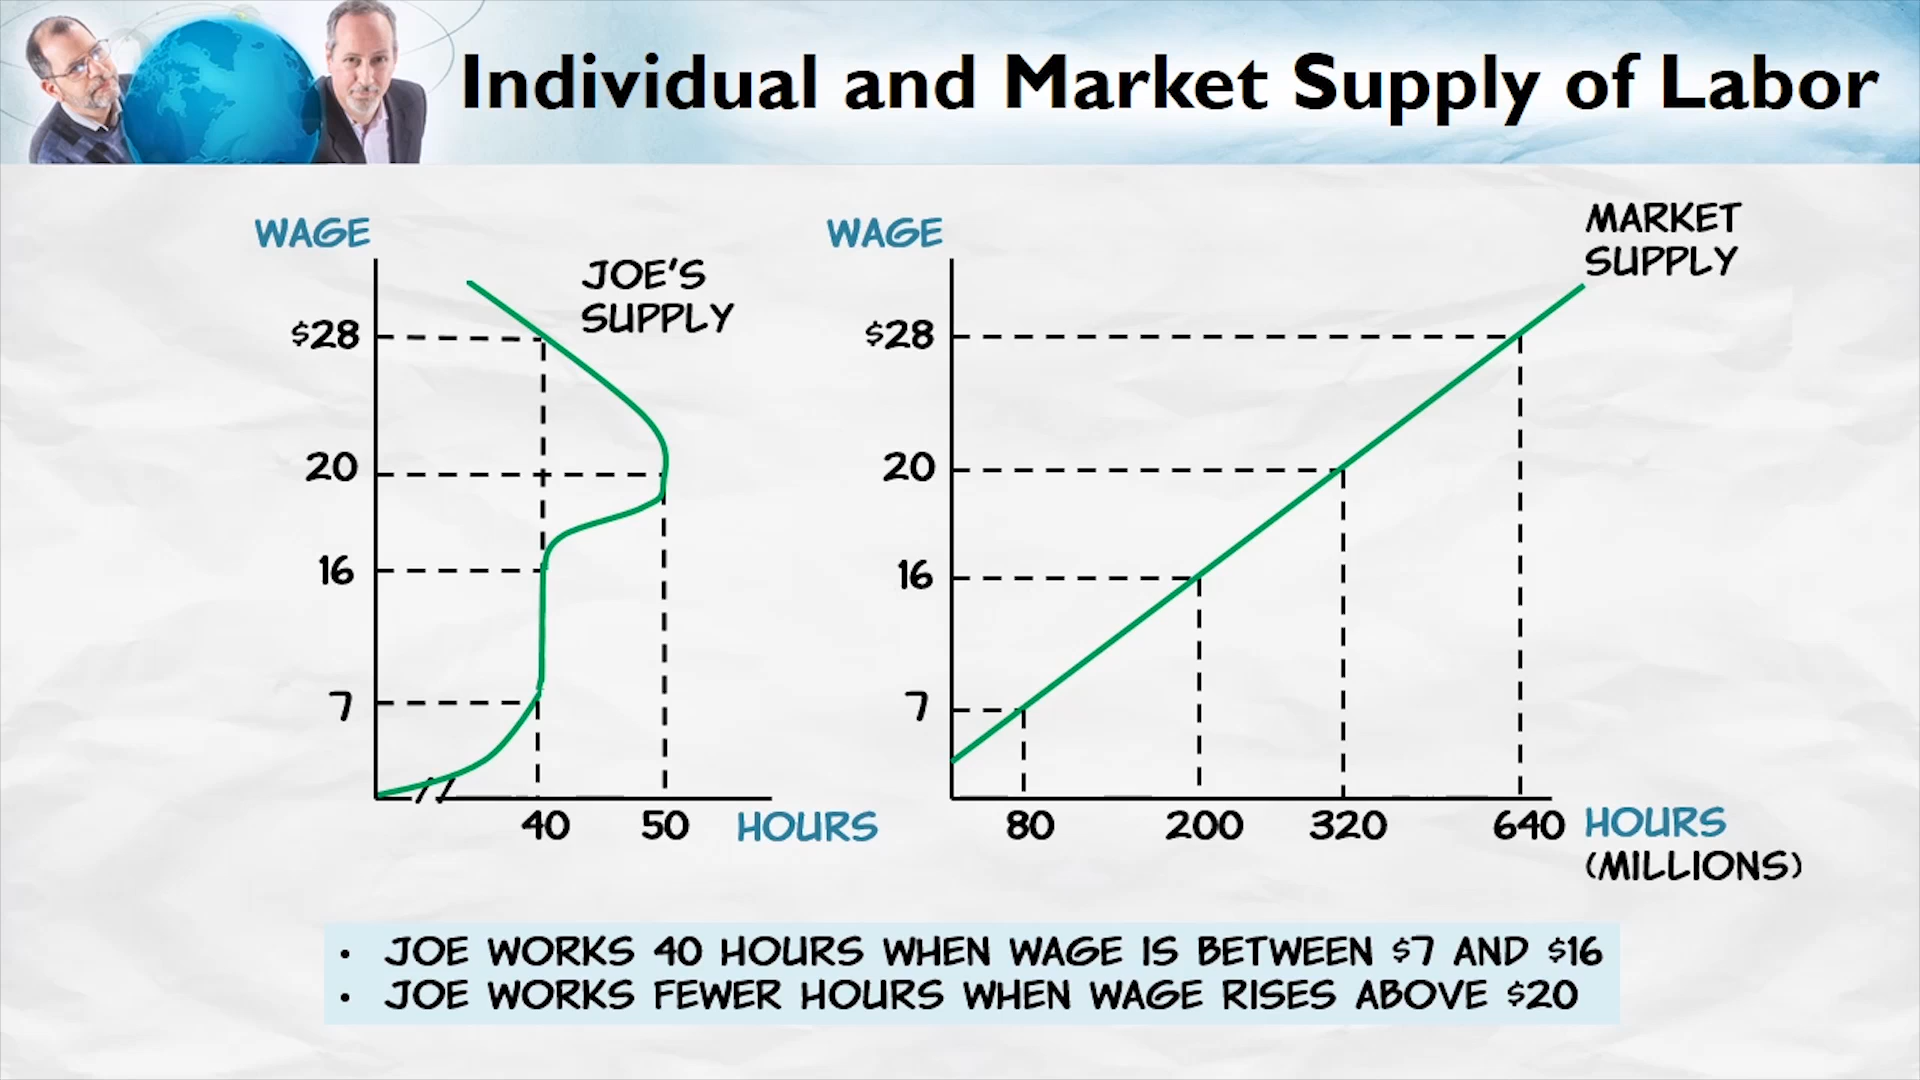 Individual and Market Supply of Labor
WAGE
JOE'S
SUPPLY
$28
20
16
7
40
50
HOURS
WAGE
MARKET
SUPPLY
$28
20
16
7
80
200
320
640
HOURS
(MILLIONS)
• JOE WORKS 40 HOURS WHEN WAGE IS BETWEEN $7 AND $16
• JOE WORKS FEWER HOURS WHEN WAGE RISES ABOVE $20